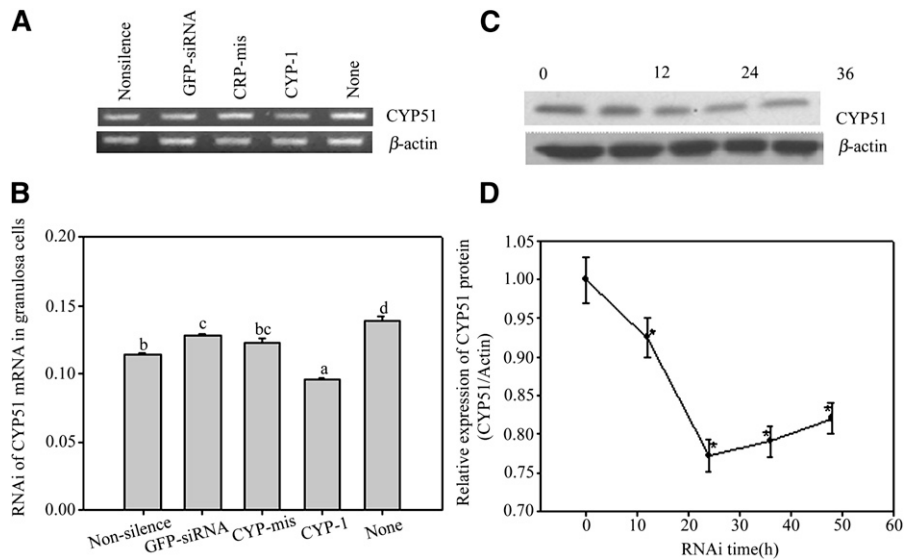 A
Nonsilence
GFP-siRNA
CRP-mis
CYP-1
None
CYP51
β-actin
B
RNAi of CYP51 mRNA in granulosa cells
0.20
0.15
0.10
0.05
0.00
b
c
bc
a
d
Non-silence
GFP-siRNA
CYP-mis
CYP-1
None
C
0 12 24 36
CYP51
β-actin
D
Relative expression of CYP51 protein
(CYP51/Actin)
1.05
1.00
0.95
0.90
0.85
0.80
0.75
0.70
*
*
*
*
0 10 20 30 40 50 60
RNAi time(h)